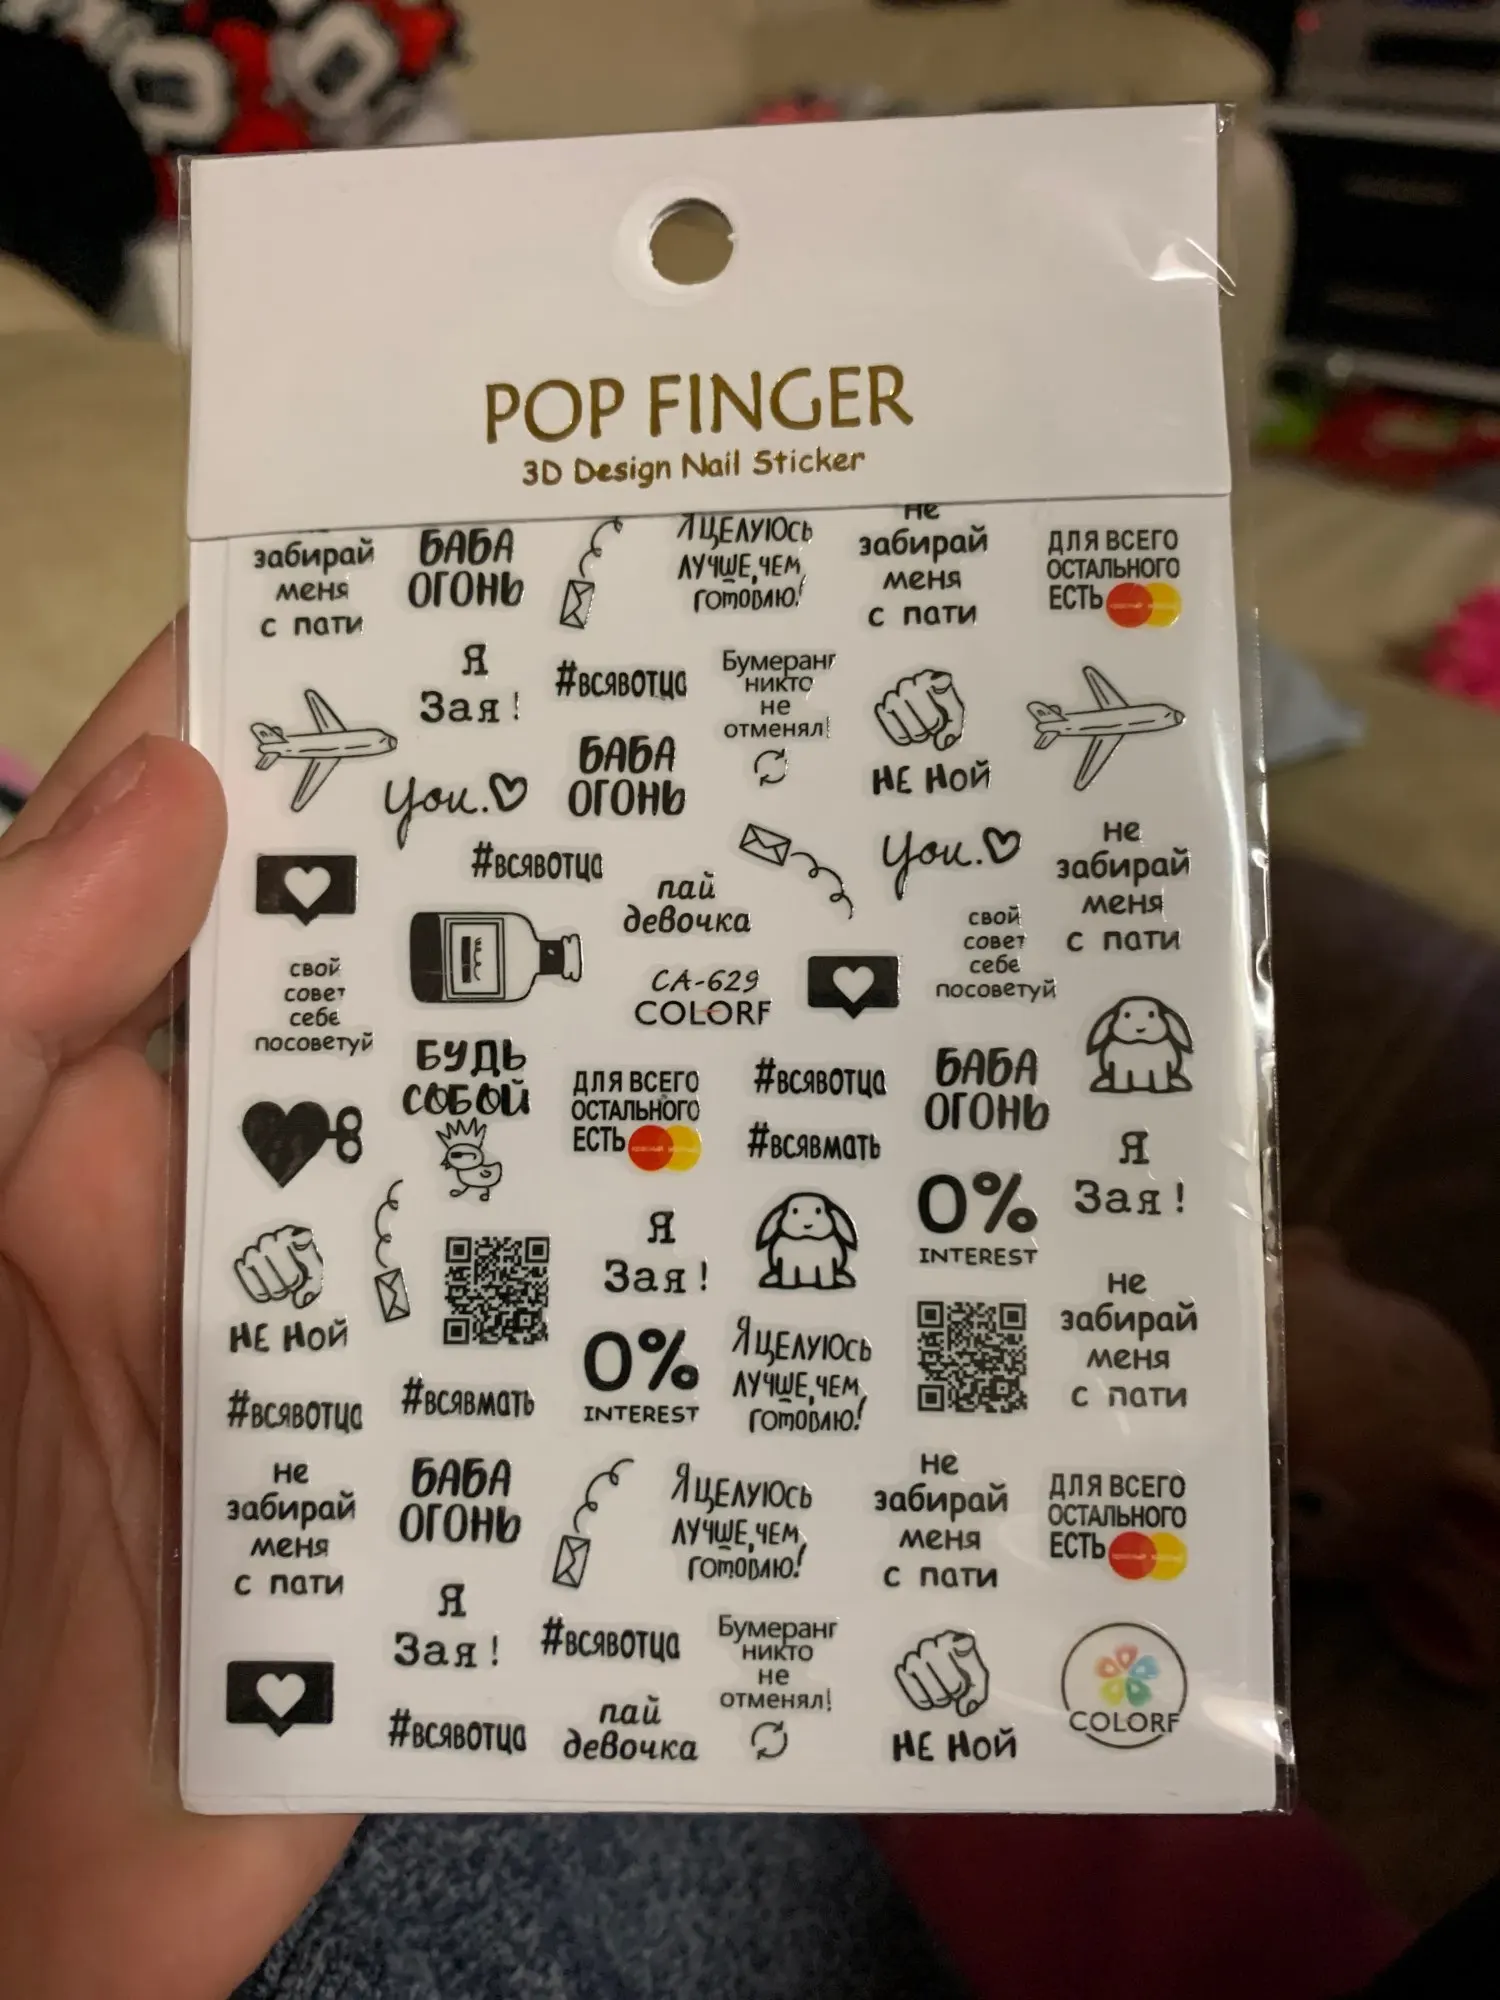 POP FINGER
3D Design Nail Sticker
забирай
меня
с пати
БАБА
ОГОНЬ
Я ЦЕЛУЮСЬ
ЛУЧШЕ, ЧЕМ
ГОТОВЛЮ!
не
забирай
меня
с пати
ДЛЯ ВСЕГО
ОСТАЛЬНОГО
ЕСТЬ
Я
Зая!
#ВСЯВОТЦА
Бумеранг
никто
не
отменял!
НЕ НОЙ
You.
БАБА
ОГОНЬ
#ВСЯВОТЦА
пай
девочка
You.
не
забирай
меня
с пати
свой
совет
себе
посоветуй
CA-629
COLORF
свой
совет
себе
посоветуй
БУДЬ
СОБОЙ
ДЛЯ ВСЕГО
ОСТАЛЬНОГО
ЕСТЬ
#ВСЯВОТЦА
#ВСЯВМАТЬ
БАБА
ОГОНЬ
Я
Зая!
НЕ НОЙ
Я
Зая!
0%
INTEREST
не
забирай
меня
с пати
#ВСЯВОТЦА
#ВСЯВМАТЬ
0%
INTEREST
Я ЦЕЛУЮСЬ
ЛУЧШЕ, ЧЕМ
ГОТОВЛЮ!
не
забирай
меня
с пати
БАБА
ОГОНЬ
Я ЦЕЛУЮСЬ
ЛУЧШЕ, ЧЕМ
ГОТОВЛЮ!
не
забирай
меня
с пати
ДЛЯ ВСЕГО
ОСТАЛЬНОГО
ЕСТЬ
Я
Зая!
#ВСЯВОТЦА
Бумеранг
никто
не
отменял!
#ВСЯВОТЦА
пай
девочка
НЕ НОЙ
COLORF